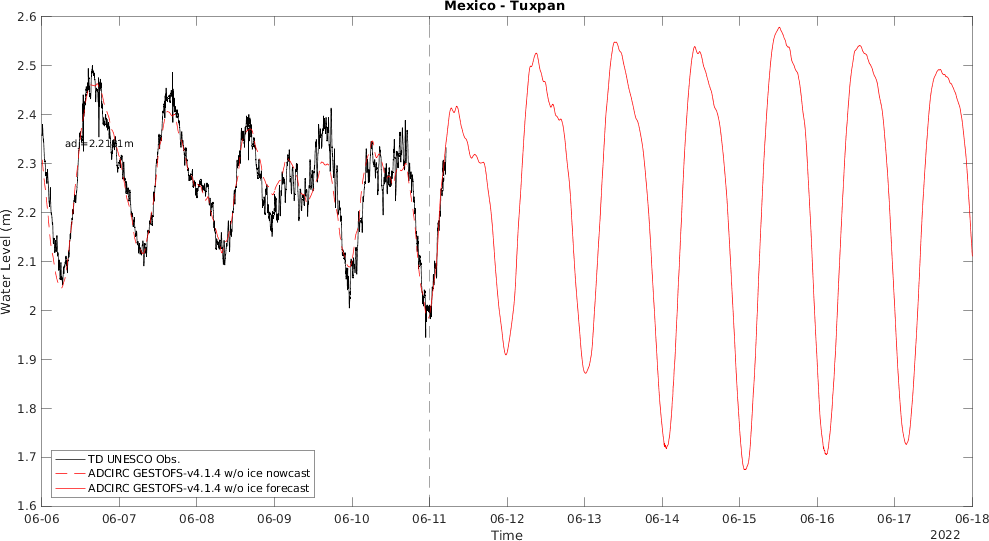 Mexico - Tuxpan
2.6
2.5
2.4
2.3
2.2
2.1
2
1.9
1.8
1.7
1.6
Water Level (m)
TD UNESCO Obs.
ADCIRC GESTOFS-v4.1.4 w/o ice nowcast
ADCIRC GESTOFS-v4.1.4 w/o ice forecast
06-06 06-07 06-08 06-09 06-10 06-11 06-12 06-13 06-14 06-15 06-16 06-17 06-18
Time
2022